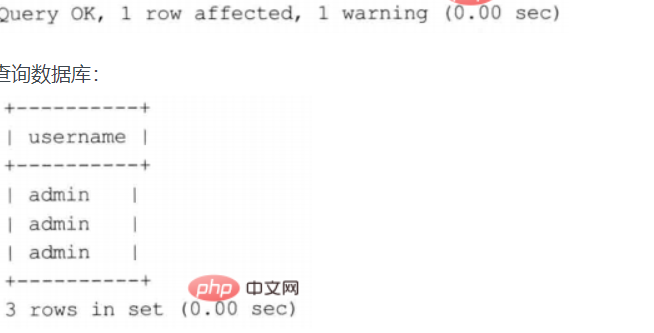 Query OK, 1 row affected, 1 warning (0.00 sec)
查询数据库：
+----------+
| username |
+----------+
| admin    |
| admin    |
| admin    |
+----------+
php 中文网
3 rows in set (0.00 sec)